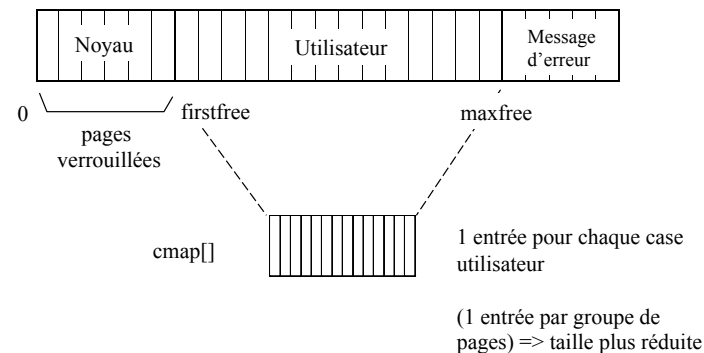 Noyau
Utilisateur
Message
d'erreur
0
firstfree
maxfree
pages
verrouillées
cmap[]
1 entrée pour chaque case
utilisateur
(1 entrée par groupe de
pages) => taille plus réduite